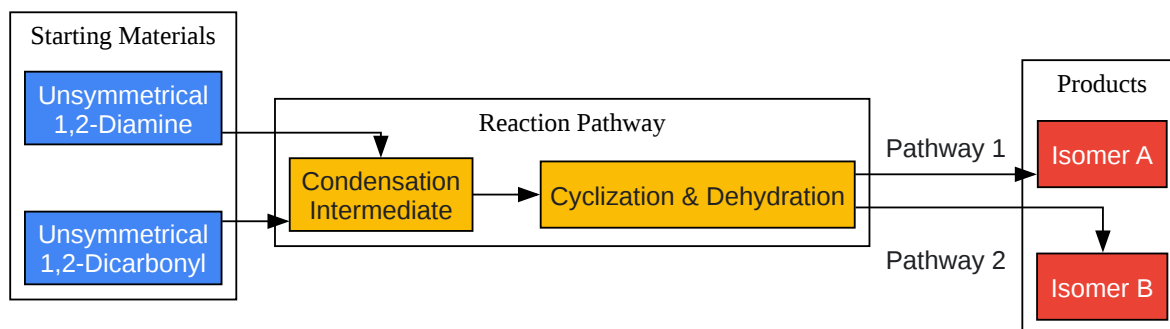 Starting Materials
Unsymmetrical
1,2-Diamine
Unsymmetrical
1,2-Dicarbonyl
Reaction Pathway
Condensation
Intermediate
Cyclization & Dehydration
Pathway 1
Pathway 2
Products
Isomer A
Isomer B